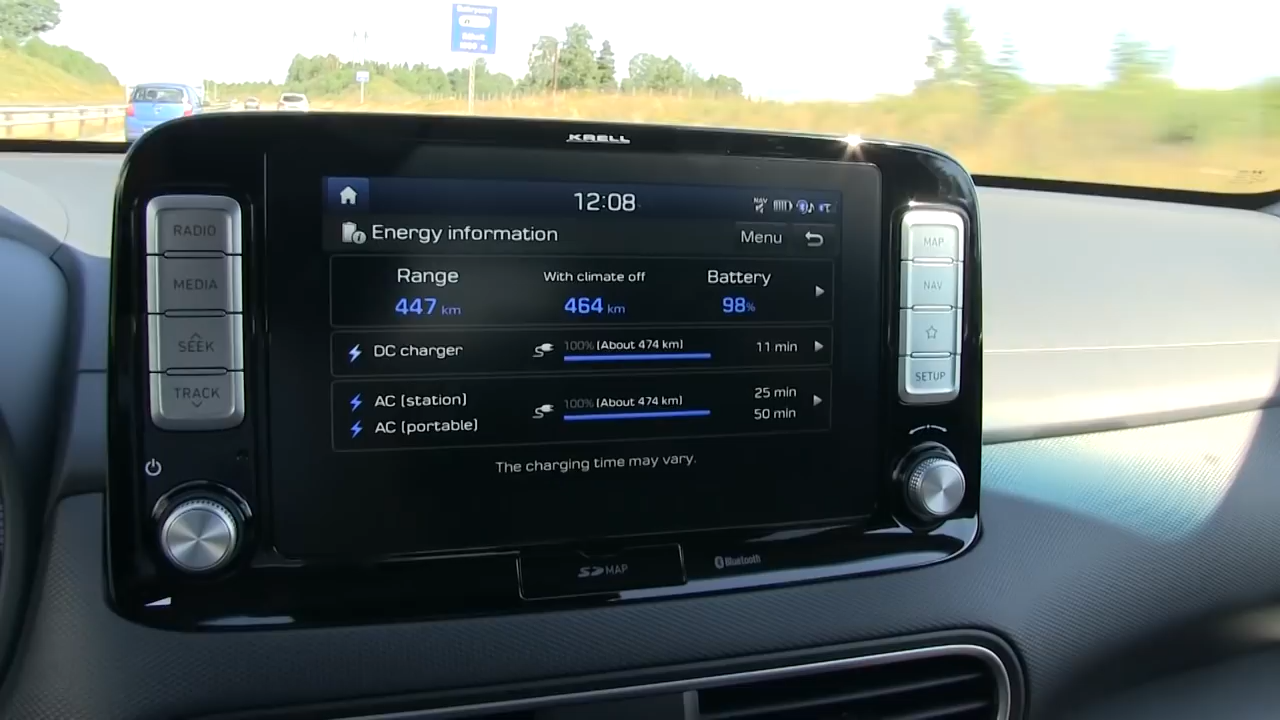 KRELL
12:08
NAV
Energy information
Menu
Range
With climate off
Battery
447 km
464 km
98%
DC charger
100% (About 474 km)
11 min
AC (station)
AC (portable)
100% (About 474 km)
25 min
50 min
The charging time may vary.
RADIO
MEDIA
SEEK
TRACK
MAP
NAV
SETUP
SD MAP
Bluetooth